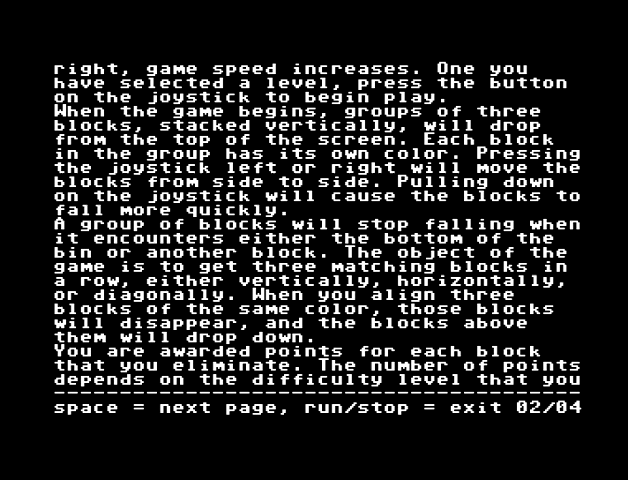 right, game speed increases. One you
have selected a level, press the button
on the joystick to begin play.
When the game begins, groups of three
blocks, stacked vertically, will drop
from the top of the screen. Each block
in the group has its own color. Pressing
the joystick left or right will move the
blocks from side to side. Pulling down
on the joystick will cause the blocks to
fall more quickly.
A group of blocks will stop falling when
it encounters either the bottom of the
bin or another block. The object of the
game is to get three matching blocks in
a row, either vertically, horizontally,
or diagonally. When you align three
blocks of the same color, those blocks
will disappear, and the blocks above
them will drop down.
You are awarded points for each block
that you eliminate. The number of points
depends on the difficulty level that you
----------------------------------------
space = next page, run/stop = exit 02/04